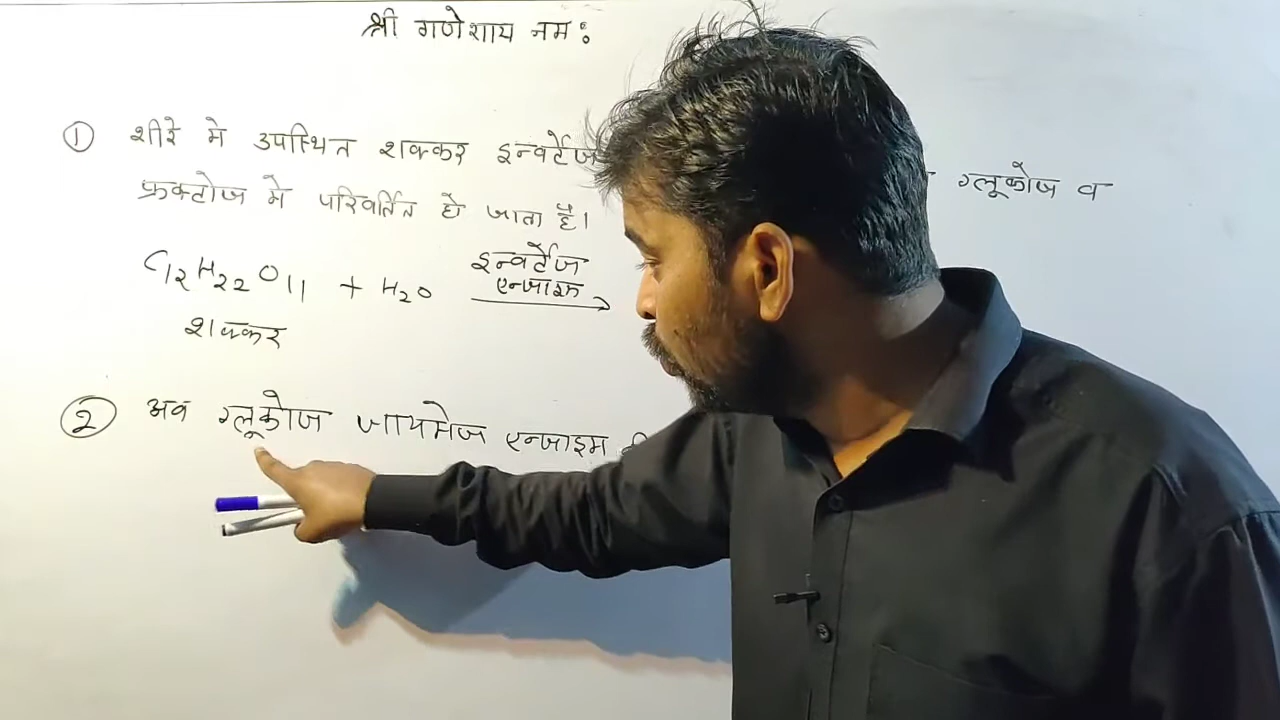 श्री गणेशाय नमः
① शीरे मे उपस्थित शक्कर इन्वर्टेज ग्लूकोज व
फ्रक्टोज में परिवर्तित हो जाता है।
C12H22O11 + H2O इन्वर्टेज एन्जाइम →
शक्कर
② अब ग्लूकोज जायमेज एन्जाइम